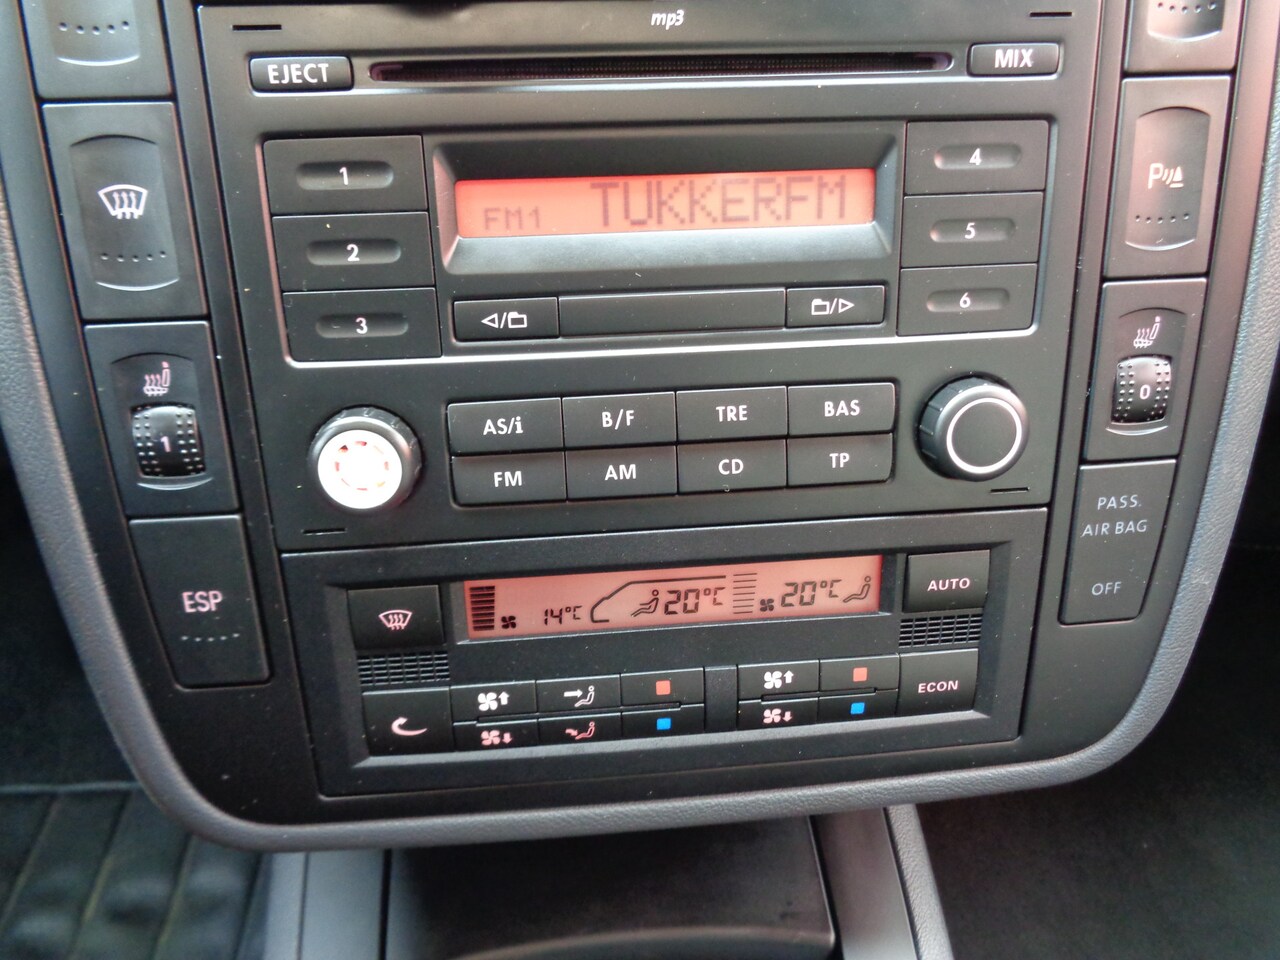 mp3
EJECT
MIX
1
4
FM1 TUKKERFM
2
5
3
6
AS/i B/F TRE BAS
FM AM CD TP
1
0
PASS.
AIR BAG
OFF
ESP
14°C 20°C 20°C
AUTO
ECON
P